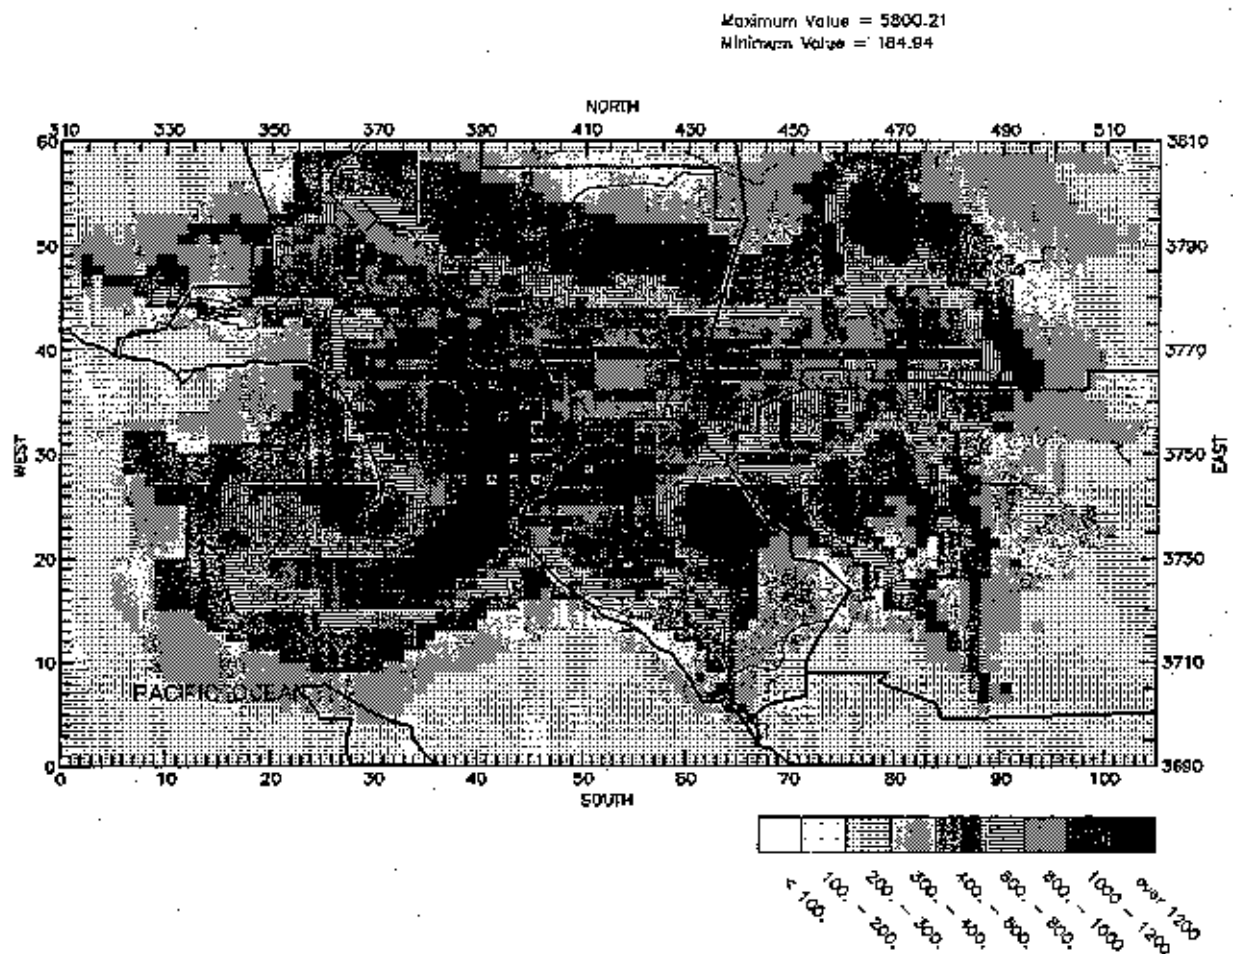 Maximum Value = 5800.21
Minimum Value = 184.94
NORTH
310 330 350 370 390 410 430 450 470 490 510
60 3810
50 3790
40 3770
WEST EAST
30 3750
20 3730
10 3710
PACIFIC OCEAN
0 3690
0 10 20 30 40 50 60 70 80 90 100
SOUTH
< 100.
100. - 200.
200. - 300.
300. - 400.
400. - 600.
600. - 800.
800. - 1000
1000 - 1200
over 1200